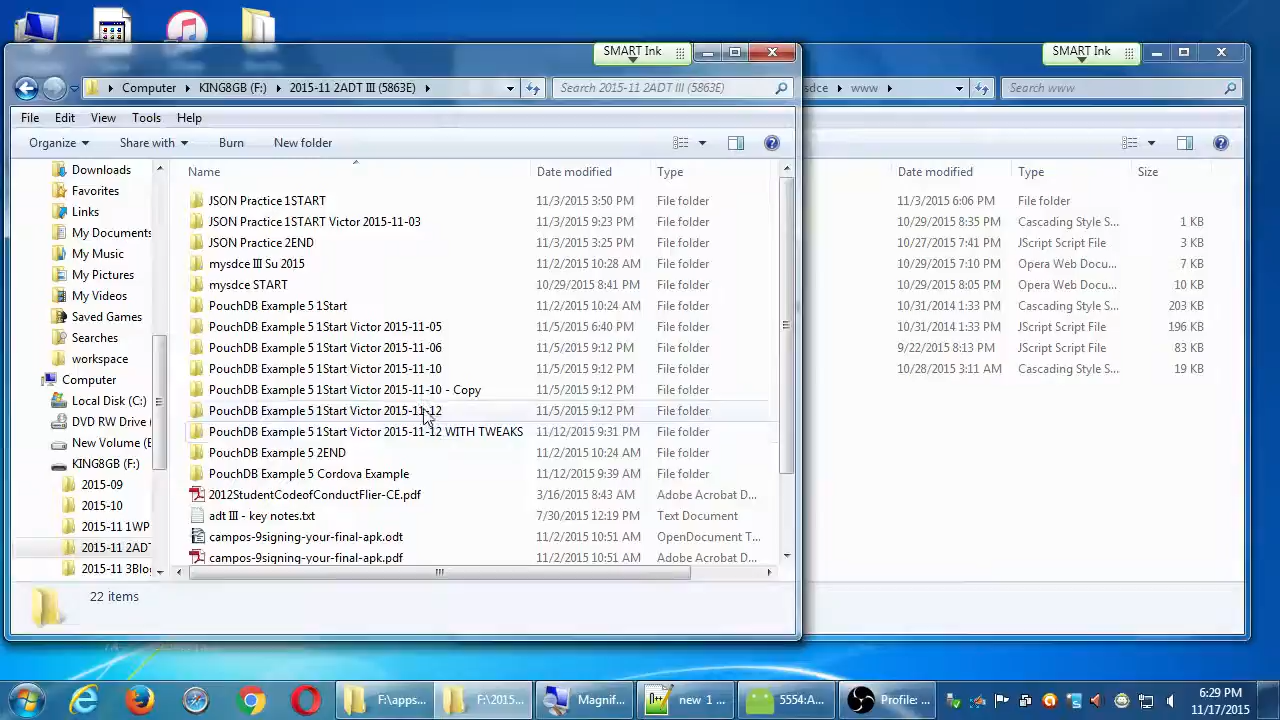 SMART Ink
SMART Ink
Computer
KING8GB (F:)
2015-11 2ADT III (5863E)
Search 2015-11 2ADT III (5863E)
sdce
www
Search www
File
Edit
View
Tools
Help
Organize
Share with
Burn
New folder
Name
Date modified
Type
Date modified
Type
Size
Downloads
Favorites
Links
My Documents
My Music
My Pictures
My Videos
Saved Games
Searches
workspace
Computer
Local Disk (C:)
DVD RW Drive
New Volume (E
KING8GB (F:)
2015-09
2015-10
2015-11 1WP
2015-11 2ADT
2015-11 3Blog
JSON Practice 1START 11/3/2015 3:50 PM File folder
JSON Practice 1START Victor 2015-11-03 11/3/2015 9:23 PM File folder
JSON Practice 2END 11/3/2015 3:25 PM File folder
mysdce III Su 2015 11/2/2015 10:28 AM File folder
mysdce START 10/29/2015 8:41 PM File folder
PouchDB Example 5 1Start 11/2/2015 10:24 AM File folder
PouchDB Example 5 1Start Victor 2015-11-05 11/5/2015 6:40 PM File folder
PouchDB Example 5 1Start Victor 2015-11-06 11/5/2015 9:12 PM File folder
PouchDB Example 5 1Start Victor 2015-11-10 11/5/2015 9:12 PM File folder
PouchDB Example 5 1Start Victor 2015-11-10 - Copy 11/5/2015 9:12 PM File folder
PouchDB Example 5 1Start Victor 2015-11-12 11/5/2015 9:12 PM File folder
PouchDB Example 5 1Start Victor 2015-11-12 WITH TWEAKS 11/12/2015 9:31 PM File folder
PouchDB Example 5 2END 11/2/2015 10:24 AM File folder
PouchDB Example 5 Cordova Example 11/12/2015 9:39 AM File folder
2012StudentCodeofConductFlier-CE.pdf 3/16/2015 8:43 AM Adobe Acrobat D...
adt III - key notes.txt 7/30/2015 12:19 PM Text Document
campos-9signing-your-final-apk.odt 11/2/2015 10:51 AM OpenDocument T...
campos-9signing-your-final-apk.pdf 11/2/2015 10:51 AM Adobe Acrobat D...
11/3/2015 6:06 PM File folder
10/29/2015 8:35 PM Cascading Style S... 1 KB
10/27/2015 7:41 PM JScript Script File 3 KB
10/29/2015 7:10 PM Opera Web Docu... 7 KB
10/29/2015 8:05 PM Opera Web Docu... 10 KB
10/31/2014 1:33 PM Cascading Style S... 203 KB
10/31/2014 1:33 PM JScript Script File 196 KB
9/22/2015 8:13 PM JScript Script File 83 KB
10/28/2015 3:11 AM Cascading Style S... 19 KB
22 items
F:\apps...
F:\2015...
Magnif...
new 1 ...
5554:A...
Profile: ...
6:29 PM
11/17/2015